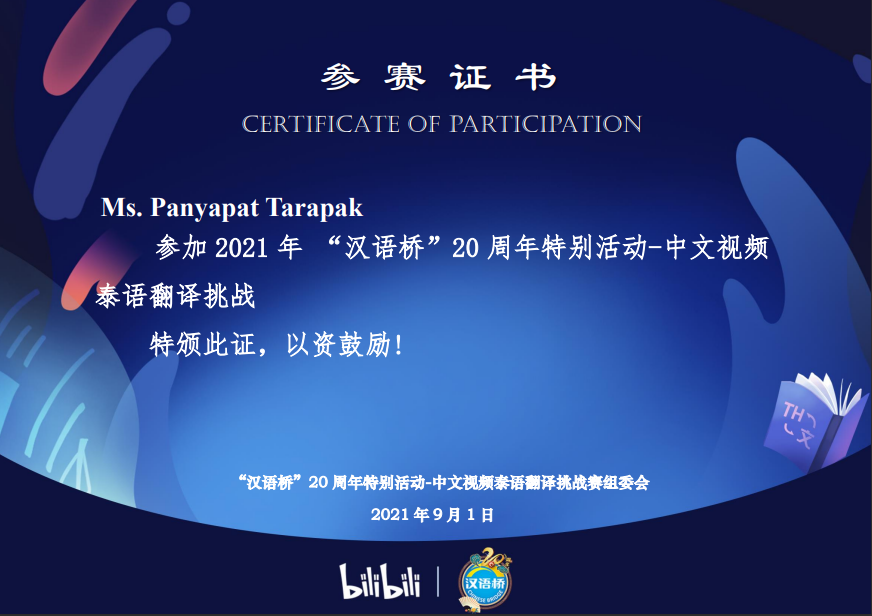 参赛证书
CERTIFICATE OF PARTICIPATION
Ms. Panyapat Tarapak
参加 2021 年 “汉语桥”20 周年特别活动-中文视频
泰语翻译挑战
特颁此证，以资鼓励!
“汉语桥”20 周年特别活动-中文视频泰语翻译挑战赛组委会
2021 年 9 月 1 日
TH
文
bilibili
20
汉语桥
CHINESE BRIDGE